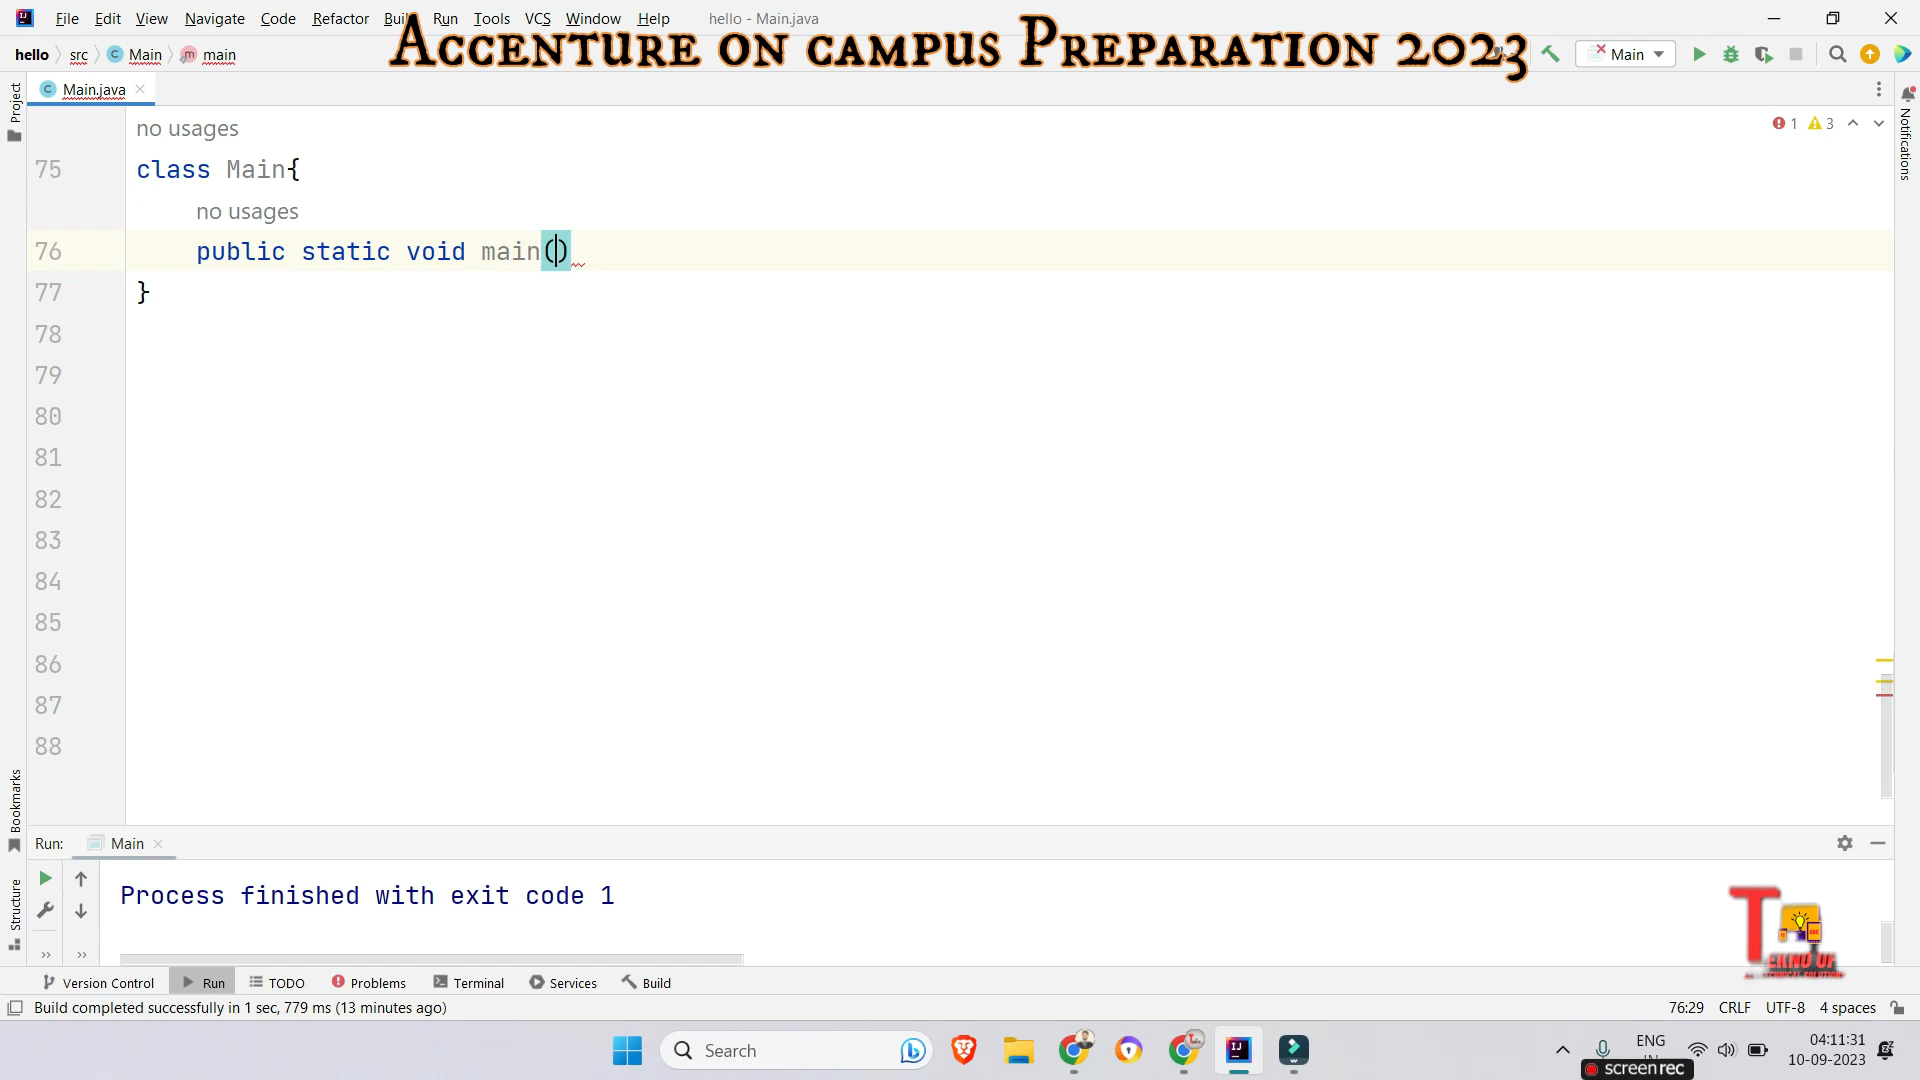 File Edit View Navigate Code Refactor Buil Run Tools VCS Window Help hello - Main.java
Accenture on campus Preparation 2023
hello src Main main
Main
Main.java
Project
Notifications
1 3
no usages
75 class Main{
no usages
76 public static void main()
77 }
78
79
80
81
82
83
84
85
86
87
88
Bookmarks
Structure
Run: Main
Process finished with exit code 1
Version Control Run TODO Problems Terminal Services Build
Build completed successfully in 1 sec, 779 ms (13 minutes ago) 76:29 CRLF UTF-8 4 spaces
Search
ENG 04:11:31
10-09-2023
screenrec